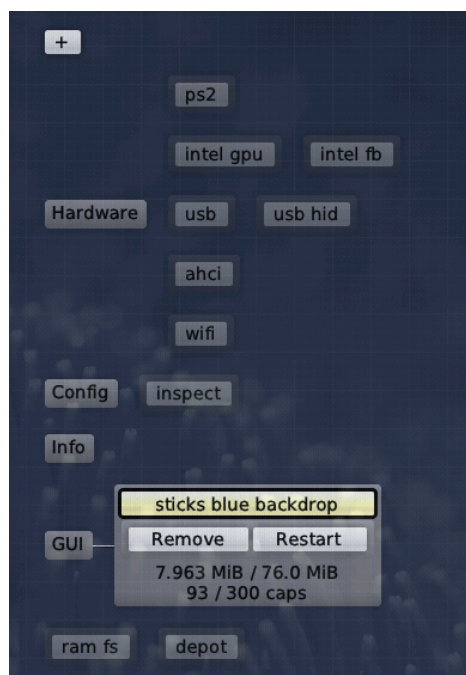 +
ps2
intel gpu intel fb
Hardware usb usb hid
ahci
wifi
Config inspect
Info
sticks blue backdrop
GUI Remove Restart
7.963 MiB / 76.0 MiB
93 / 300 caps
ram fs depot